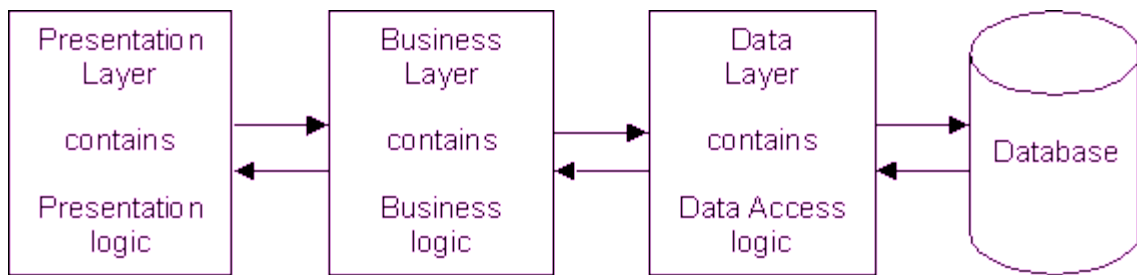 Presentation
Layer
contains
Presentation
logic
Business
Layer
contains
Business
logic
Data
Layer
contains
Data Access
logic
Database